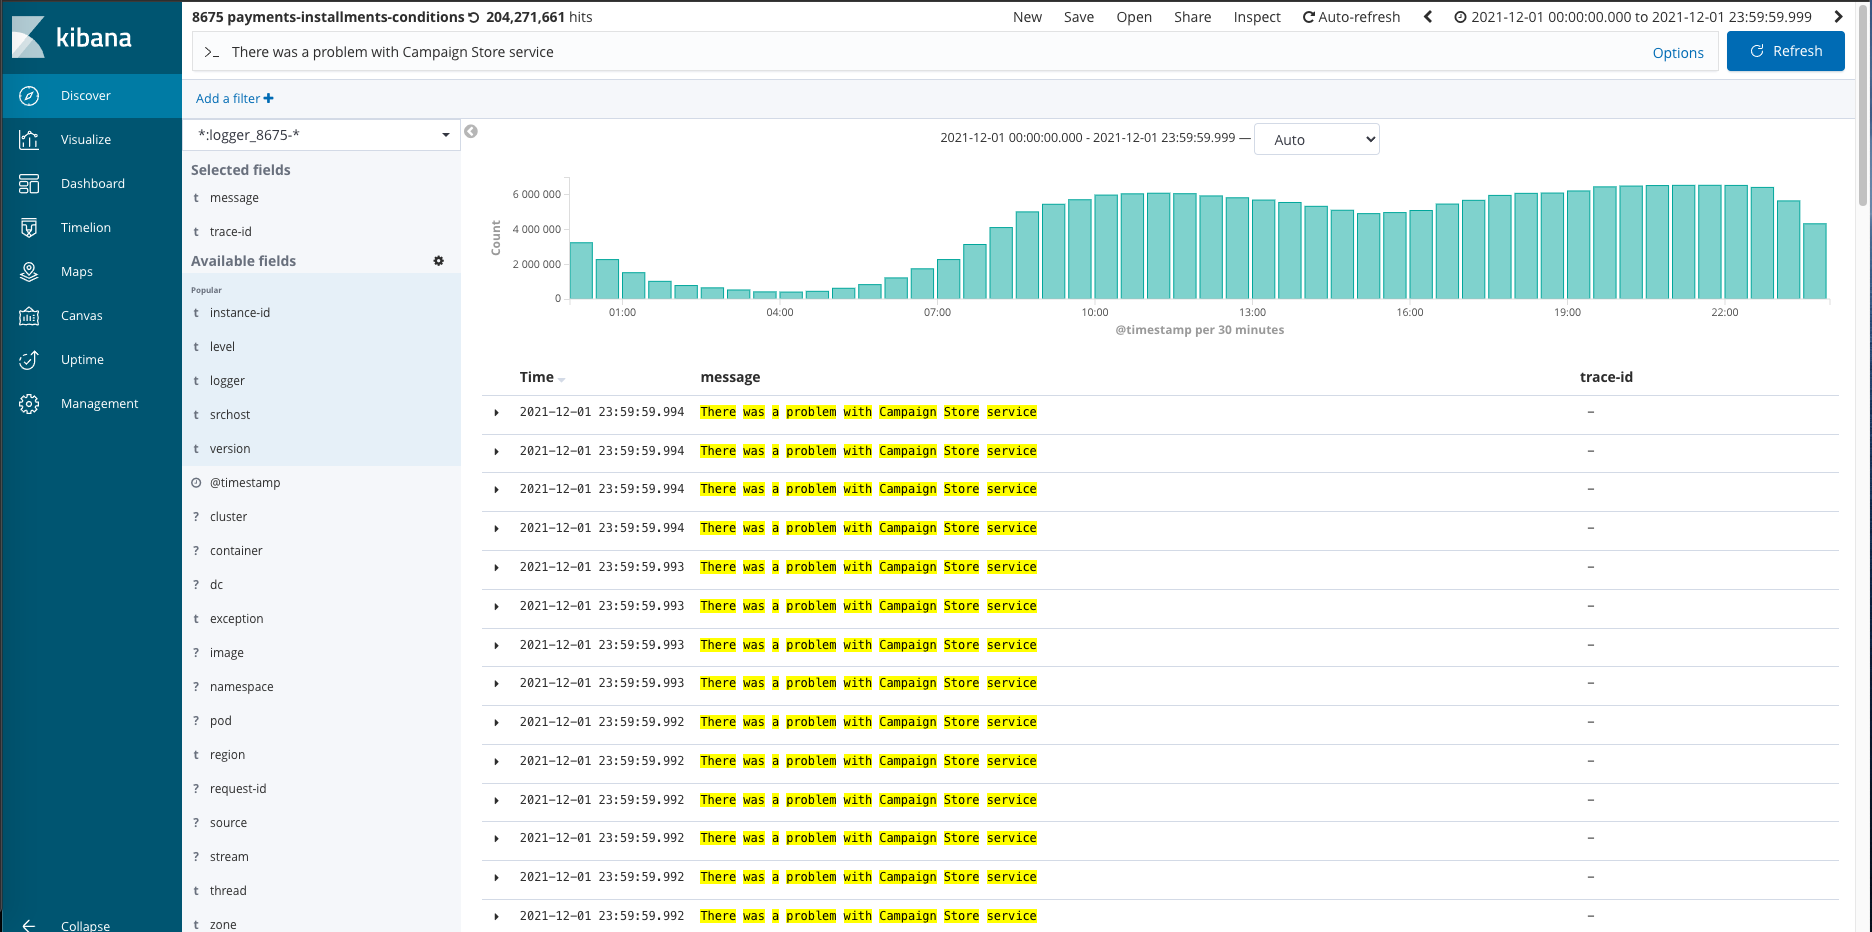 kibana
Discover
Visualize
Dashboard
Timelion
Maps
Canvas
Uptime
Management
Collapse
8675 payments-installments-conditions 204,271,661 hits
New Save Open Share Inspect Auto-refresh 2021-12-01 00:00:00.000 to 2021-12-01 23:59:59.999
>_ There was a problem with Campaign Store service Options Refresh
Add a filter +
*:logger_8675-*
Selected fields
t message
t trace-id
Available fields
Popular
t instance-id
t level
t logger
t srchost
t version
@timestamp
? cluster
? container
? dc
t exception
? image
? namespace
? pod
t region
? request-id
? source
? stream
t thread
t zone
2021-12-01 00:00:00.000 - 2021-12-01 23:59:59.999 — Auto
Count
6 000 000
4 000 000
2 000 000
0
01:00 04:00 07:00 10:00 13:00 16:00 19:00 22:00
@timestamp per 30 minutes
Time message trace-id
2021-12-01 23:59:59.994 There was a problem with Campaign Store service –
2021-12-01 23:59:59.994 There was a problem with Campaign Store service –
2021-12-01 23:59:59.994 There was a problem with Campaign Store service –
2021-12-01 23:59:59.994 There was a problem with Campaign Store service –
2021-12-01 23:59:59.993 There was a problem with Campaign Store service –
2021-12-01 23:59:59.993 There was a problem with Campaign Store service –
2021-12-01 23:59:59.993 There was a problem with Campaign Store service –
2021-12-01 23:59:59.993 There was a problem with Campaign Store service –
2021-12-01 23:59:59.992 There was a problem with Campaign Store service –
2021-12-01 23:59:59.992 There was a problem with Campaign Store service –
2021-12-01 23:59:59.992 There was a problem with Campaign Store service –
2021-12-01 23:59:59.992 There was a problem with Campaign Store service –
2021-12-01 23:59:59.992 There was a problem with Campaign Store service –
2021-12-01 23:59:59.992 There was a problem with Campaign Store service –